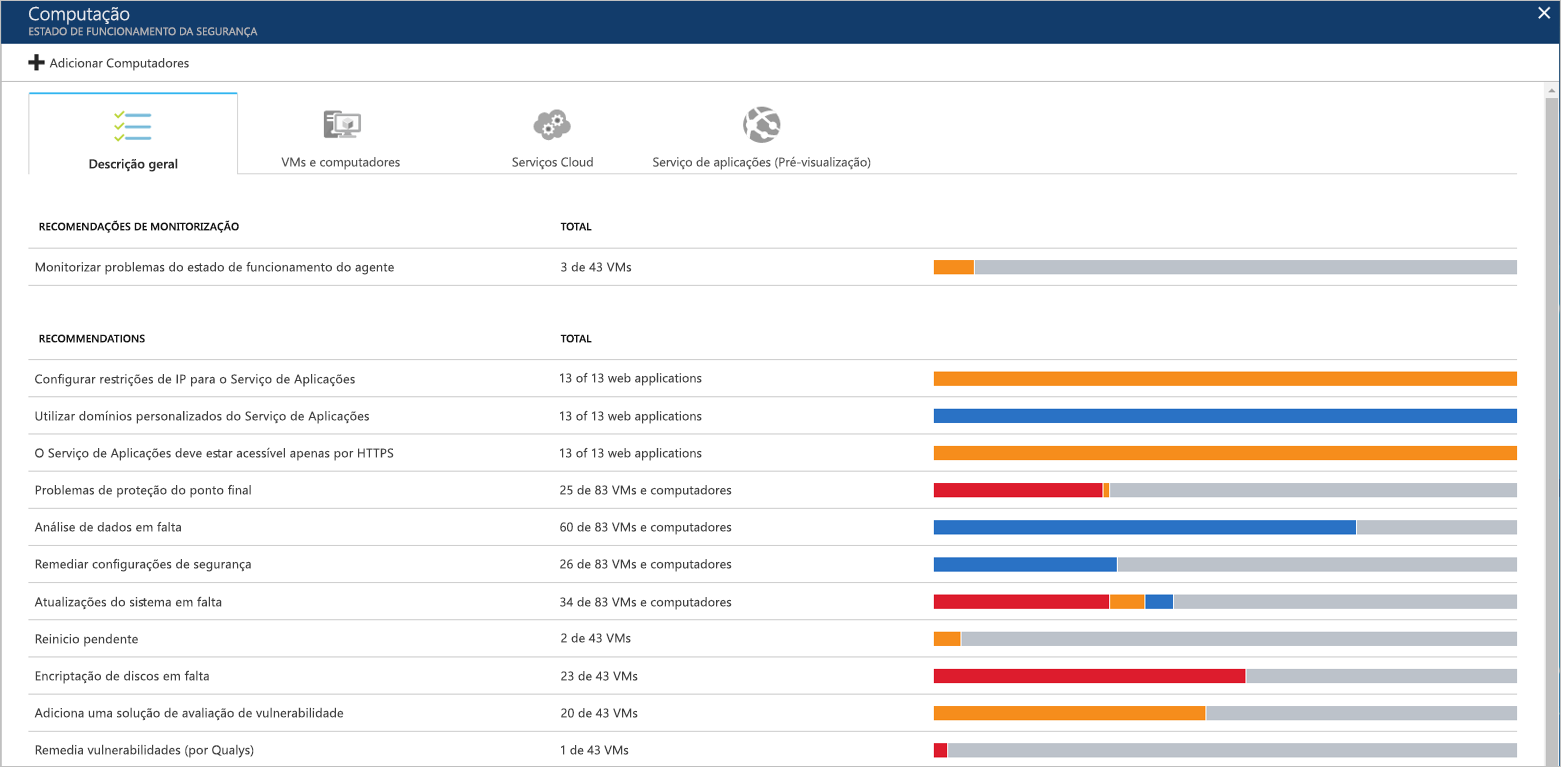 Computação
ESTADO DE FUNCIONAMENTO DA SEGURANÇA
Adicionar Computadores
Descrição geral
VMs e computadores
Serviços Cloud
Serviço de aplicações (Pré-visualização)
RECOMENDAÇÕES DE MONITORIZAÇÃO TOTAL
Monitorizar problemas do estado de funcionamento do agente 3 de 43 VMs
RECOMMENDATIONS TOTAL
Configurar restrições de IP para o Serviço de Aplicações 13 of 13 web applications
Utilizar domínios personalizados do Serviço de Aplicações 13 of 13 web applications
O Serviço de Aplicações deve estar acessível apenas por HTTPS 13 of 13 web applications
Problemas de proteção do ponto final 25 de 83 VMs e computadores
Análise de dados em falta 60 de 83 VMs e computadores
Remediar configurações de segurança 26 de 83 VMs e computadores
Atualizações do sistema em falta 34 de 83 VMs e computadores
Reinicio pendente 2 de 43 VMs
Encriptação de discos em falta 23 de 43 VMs
Adiciona uma solução de avaliação de vulnerabilidade 20 de 43 VMs
Remedia vulnerabilidades (por Qualys) 1 de 43 VMs